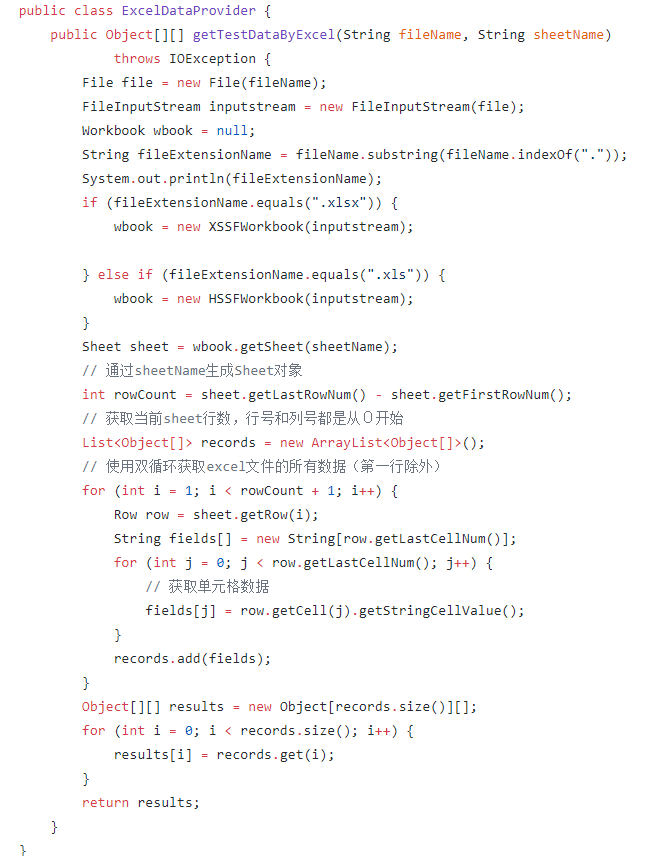 public class ExcelDataProvider {
    public Object[][] getTestDataByExcel(String fileName, String sheetName)
            throws IOException {
        File file = new File(fileName);
        FileInputStream inputstream = new FileInputStream(file);
        Workbook wbook = null;
        String fileExtensionName = fileName.substring(fileName.indexOf("."));
        System.out.println(fileExtensionName);
        if (fileExtensionName.equals(".xlsx")) {
            wbook = new XSSFWorkbook(inputstream);

        } else if (fileExtensionName.equals(".xls")) {
            wbook = new HSSFWorkbook(inputstream);
        }
        Sheet sheet = wbook.getSheet(sheetName);
        // 通过sheetName生成Sheet对象
        int rowCount = sheet.getLastRowNum() - sheet.getFirstRowNum();
        // 获取当前sheet行数，行号和列号都是从０开始
        List<Object[]> records = new ArrayList<Object[]>();
        // 使用双循环获取excel文件的所有数据（第一行除外）
        for (int i = 1; i < rowCount + 1; i++) {
            Row row = sheet.getRow(i);
            String fields[] = new String[row.getLastCellNum()];
            for (int j = 0; j < row.getLastCellNum(); j++) {
                // 获取单元格数据
                fields[j] = row.getCell(j).getStringCellValue();
            }
            records.add(fields);
        }
        Object[][] results = new Object[records.size()][];
        for (int i = 0; i < records.size(); i++) {
            results[i] = records.get(i);
        }
        return results;
    }
}